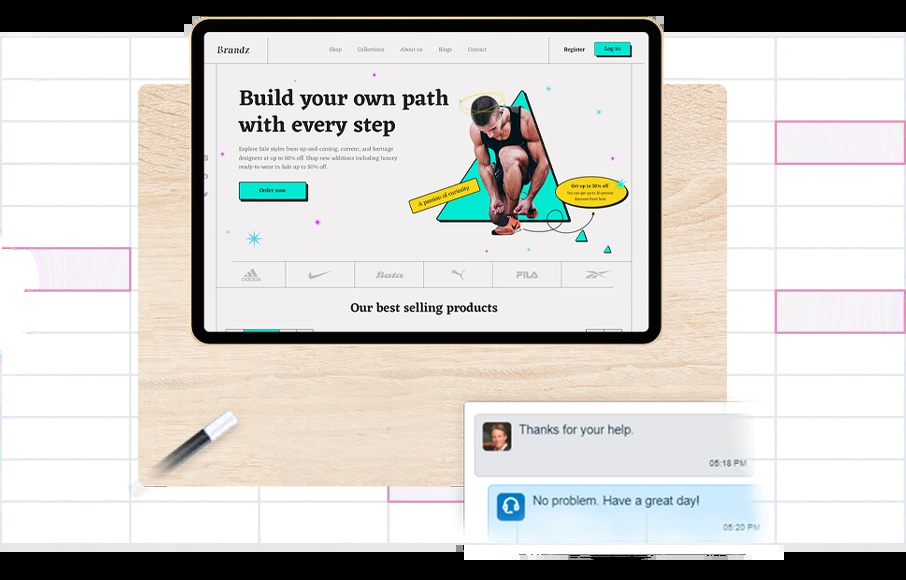 Brandz
Shop Collections About us Blogs Contact
Register Log in
Build your own path
with every step
Explore Sale styles from up-and-coming, current, and heritage
designers at up to 50% off. Shop new additions including luxury
ready-to-wear in Sale up to 50% off.
Order now
A passion of curiosity
Get up to 30% off
You can get up to 30 percent
discount from here
adidas Bata FILA
Our best selling products
Thanks for your help.
05:18 PM
No problem. Have a great day!
05:20 PM